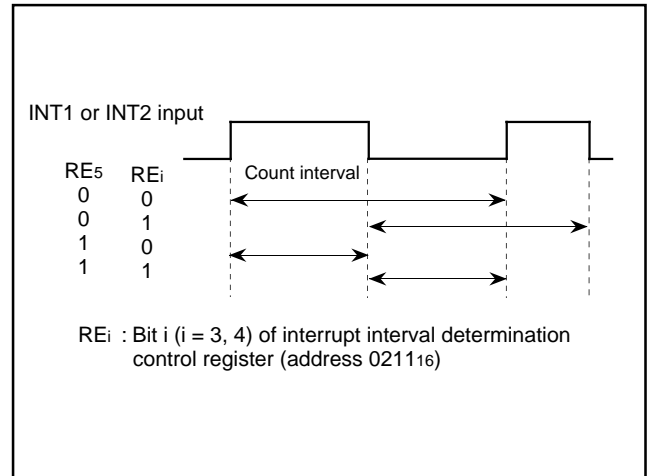 INT1 or INT2 input
RE5 REi Count interval
0 0
0 1
1 0
1 1
REi : Bit i (i = 3, 4) of interrupt interval determination
control register (address 021116)